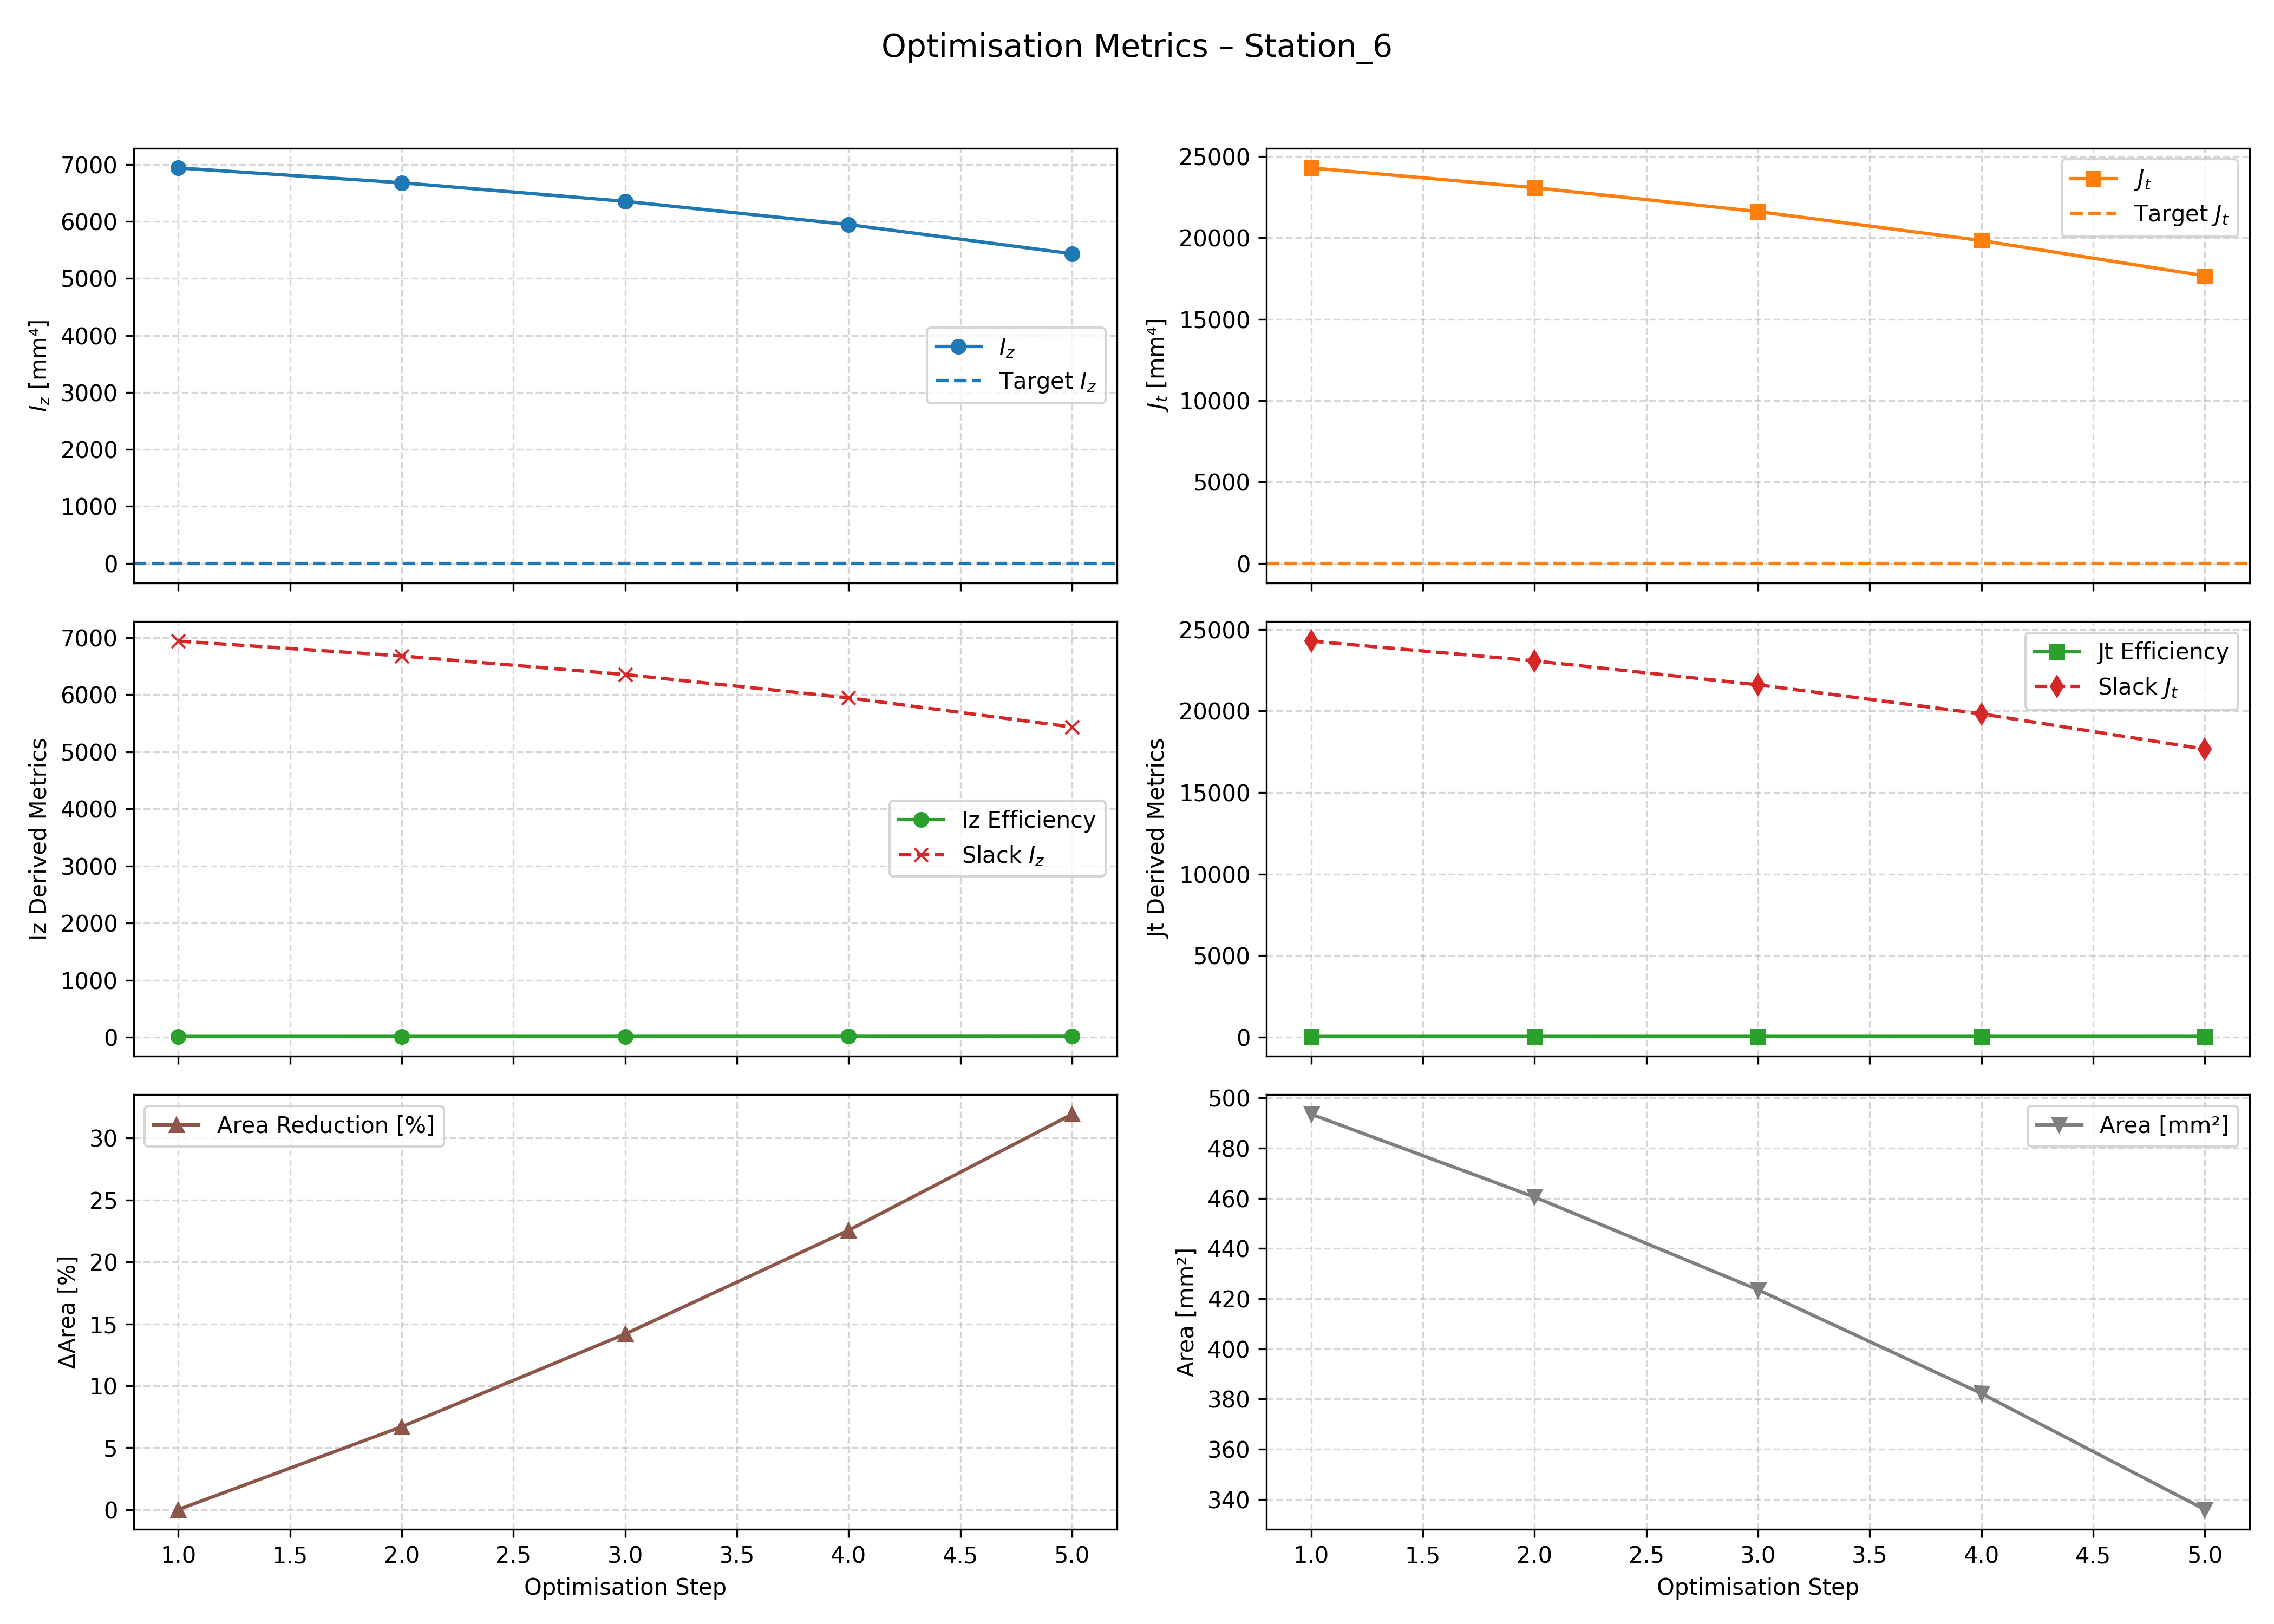 Optimisation Metrics – Station_6
7000
6000
5000
4000
3000
2000
1000
0
I_z [mm⁴]
I_z
Target I_z
25000
20000
15000
10000
5000
0
J_t [mm⁴]
J_t
Target J_t
7000
6000
5000
4000
3000
2000
1000
0
Iz Derived Metrics
Iz Efficiency
Slack I_z
25000
20000
15000
10000
5000
0
Jt Derived Metrics
Jt Efficiency
Slack J_t
30
25
20
15
10
5
0
ΔArea [%]
Area Reduction [%]
1.0 1.5 2.0 2.5 3.0 3.5 4.0 4.5 5.0
Optimisation Step
500
480
460
440
420
400
380
360
340
Area [mm²]
Area [mm²]
1.0 1.5 2.0 2.5 3.0 3.5 4.0 4.5 5.0
Optimisation Step